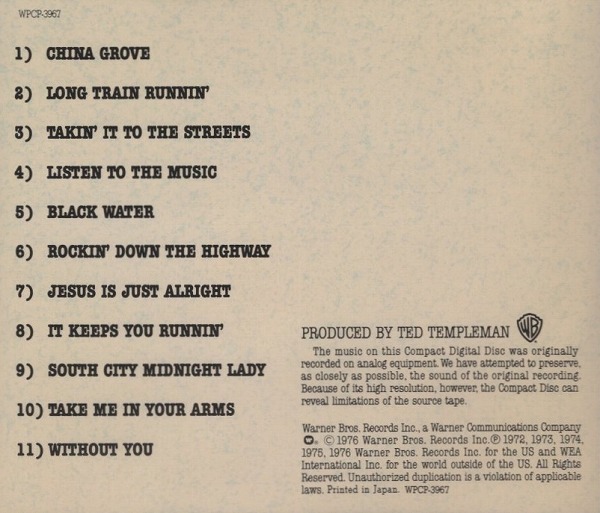 WPCP-3967
1) CHINA GROVE
2) LONG TRAIN RUNNIN'
3) TAKIN' IT TO THE STREETS
4) LISTEN TO THE MUSIC
5) BLACK WATER
6) ROCKIN' DOWN THE HIGHWAY
7) JESUS IS JUST ALRIGHT
8) IT KEEPS YOU RUNNIN'
9) SOUTH CITY MIDNIGHT LADY
10) TAKE ME IN YOUR ARMS
11) WITHOUT YOU
PRODUCED BY TED TEMPLEMAN WB
The music on this Compact Digital Disc was originally
recorded on analog equipment. We have attempted to preserve,
as closely as possible, the sound of the original recording.
Because of its high resolution, however, the Compact Disc can
reveal limitations of the source tape.
Warner Bros. Records Inc., a Warner Communications Company
. © 1976 Warner Bros. Records Inc. ℗ 1972, 1973, 1974,
1975, 1976 Warner Bros. Records Inc. for the US and WEA
International Inc. for the world outside of the US. All Rights
Reserved. Unauthorized duplication is a violation of applicable
laws. Printed in Japan. WPCP-3967